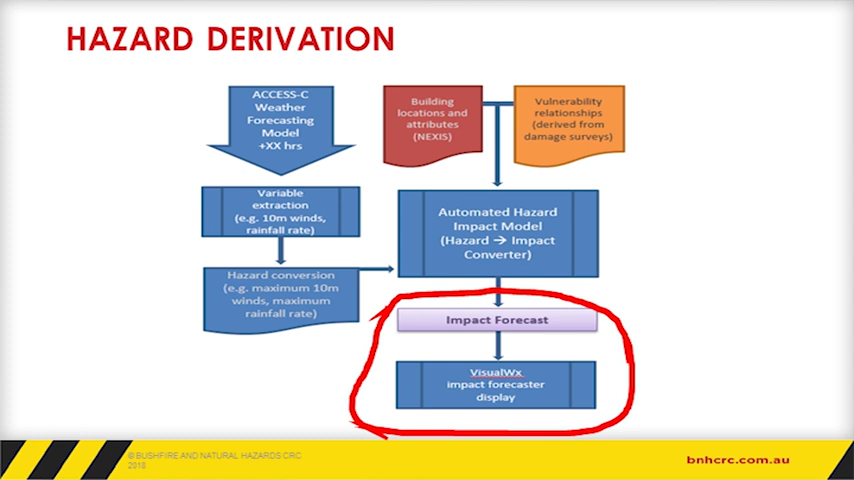 HAZARD DERIVATION
ACCESS-C
Weather
Forecasting
Model
+XX hrs
Building
locations and
attributes
(NEXIS)
Vulnerability
relationships
(derived from
damage surveys)
Variable
extraction
(e.g. 10m winds,
rainfall rate)
Automated Hazard
Impact Model
(Hazard → Impact
Converter)
Hazard conversion
(e.g. maximum 10m
winds, maximum
rainfall rate)
Impact Forecast
VisualWx
impact forecaster
display
© BUSHFIRE AND NATURAL HAZARDS CRC
2018
bnhcrc.com.au